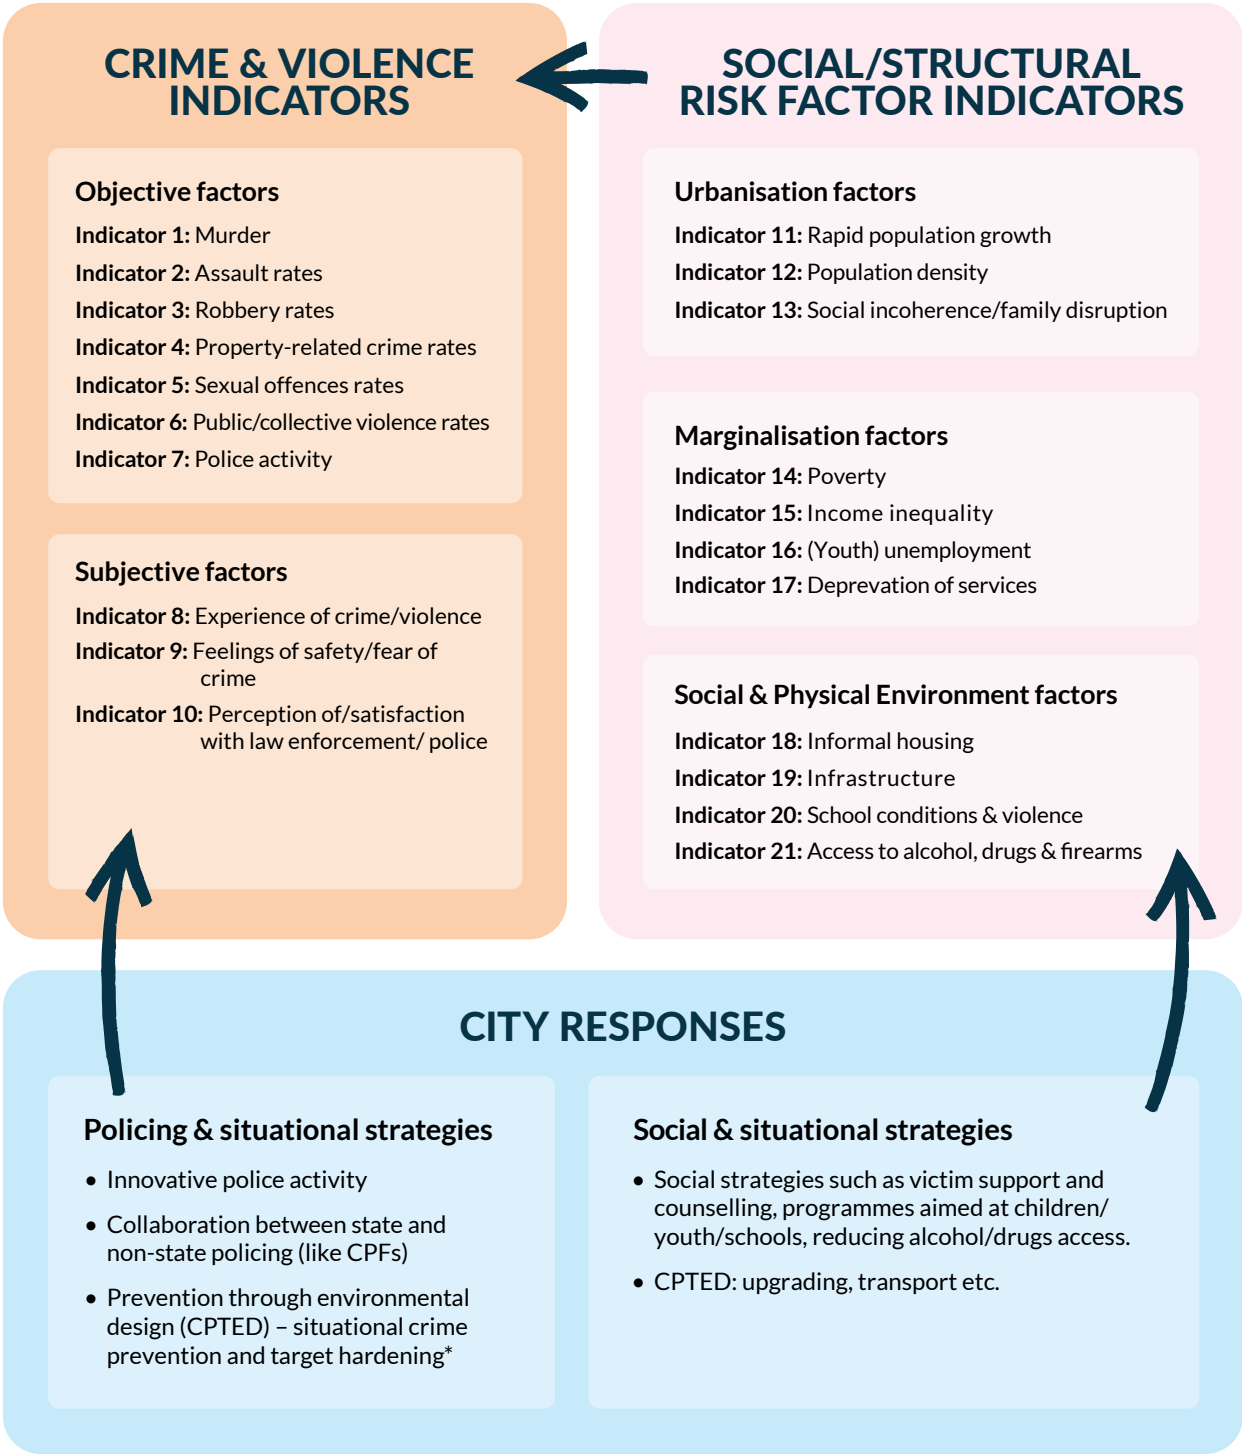 CRIME & VIOLENCE
INDICATORS
Objective factors
Indicator 1: Murder
Indicator 2: Assault rates
Indicator 3: Robbery rates
Indicator 4: Property-related crime rates
Indicator 5: Sexual offences rates
Indicator 6: Public/collective violence rates
Indicator 7: Police activity
Subjective factors
Indicator 8: Experience of crime/violence
Indicator 9: Feelings of safety/fear of
crime
Indicator 10: Perception of/satisfaction
with law enforcement/ police
SOCIAL/STRUCTURAL
RISK FACTOR INDICATORS
Urbanisation factors
Indicator 11: Rapid population growth
Indicator 12: Population density
Indicator 13: Social incoherence/family disruption
Marginalisation factors
Indicator 14: Poverty
Indicator 15: Income inequality
Indicator 16: (Youth) unemployment
Indicator 17: Deprevation of services
Social & Physical Environment factors
Indicator 18: Informal housing
Indicator 19: Infrastructure
Indicator 20: School conditions & violence
Indicator 21: Access to alcohol, drugs & firearms
CITY RESPONSES
Policing & situational strategies
• Innovative police activity
• Collaboration between state and
non-state policing (like CPFs)
• Prevention through environmental
design (CPTED) – situational crime
prevention and target hardening*
Social & situational strategies
• Social strategies such as victim support and
counselling, programmes aimed at children/
youth/schools, reducing alcohol/drugs access.
• CPTED: upgrading, transport etc.